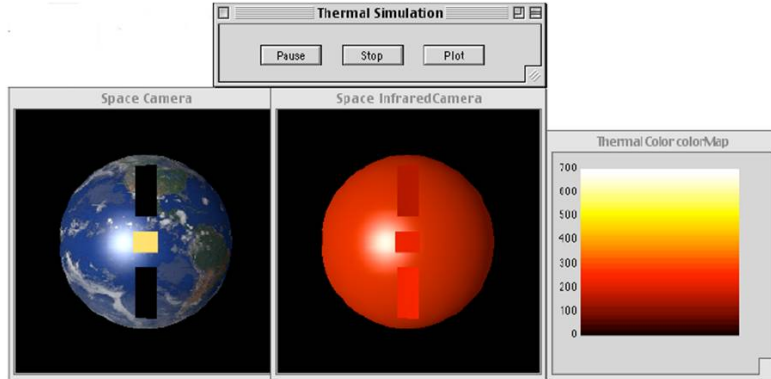 Thermal Simulation
Pause Stop Plot
Space Camera
Space InfraredCamera
Thermal Color colorMap
700
600
500
400
300
200
100
0